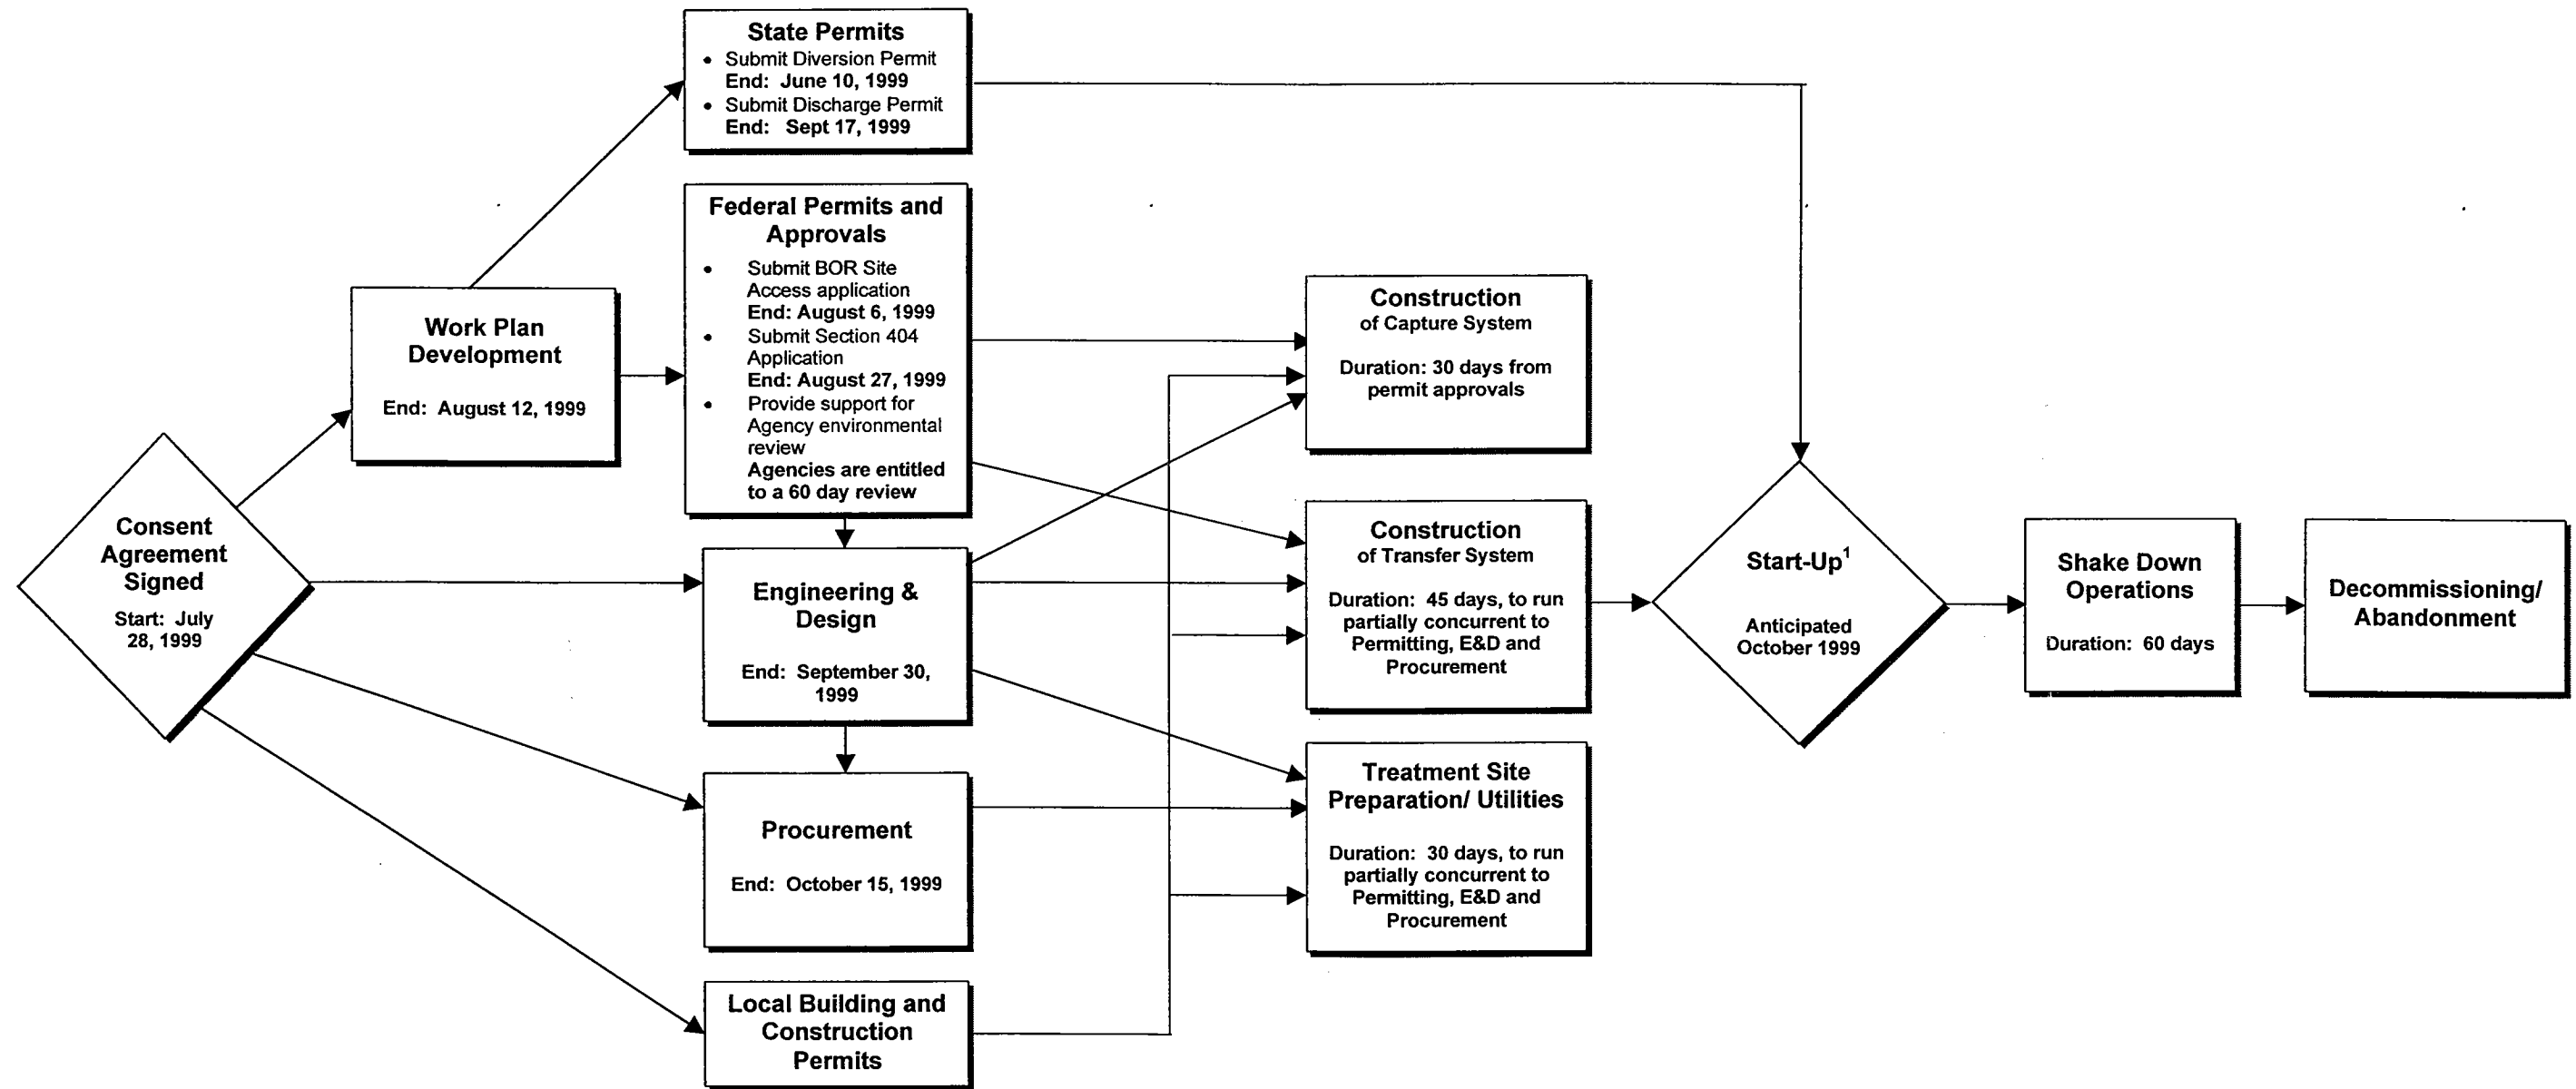 State Permits
• Submit Diversion Permit
End: June 10, 1999
• Submit Discharge Permit
End: Sept 17, 1999
Federal Permits and
Approvals
• Submit BOR Site
Access application
End: August 6, 1999
• Submit Section 404
Application
End: August 27, 1999
• Provide support for
Agency environmental
review
Agencies are entitled
to a 60 day review
Work Plan
Development
End: August 12, 1999
Consent
Agreement
Signed
Start: July
28, 1999
Engineering &
Design
End: September 30,
1999
Procurement
End: October 15, 1999
Local Building and
Construction
Permits
Construction
of Capture System
Duration: 30 days from
permit approvals
Construction
of Transfer System
Duration: 45 days, to run
partially concurrent to
Permitting, E&D and
Procurement
Treatment Site
Preparation/ Utilities
Duration: 30 days, to run
partially concurrent to
Permitting, E&D and
Procurement
Start-Up¹
Anticipated
October 1999
Shake Down
Operations
Duration: 60 days
Decommissioning/
Abandonment